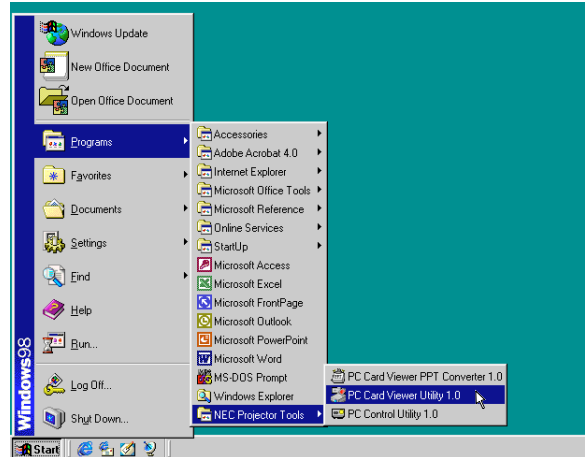 Windows Update
New Office Document
Open Office Document
Programs
Favorites
Documents
Settings
Find
Help
Run...
Log Off...
Shut Down...
Windows98
Accessories
Adobe Acrobat 4.0
Internet Explorer
Microsoft Office Tools
Microsoft Reference
Online Services
StartUp
Microsoft Access
Microsoft Excel
Microsoft FrontPage
Microsoft Outlook
Microsoft PowerPoint
Microsoft Word
MS-DOS Prompt
Windows Explorer
NEC Projector Tools
PC Card Viewer PPT Converter 1.0
PC Card Viewer Utility 1.0
PC Control Utility 1.0
Start